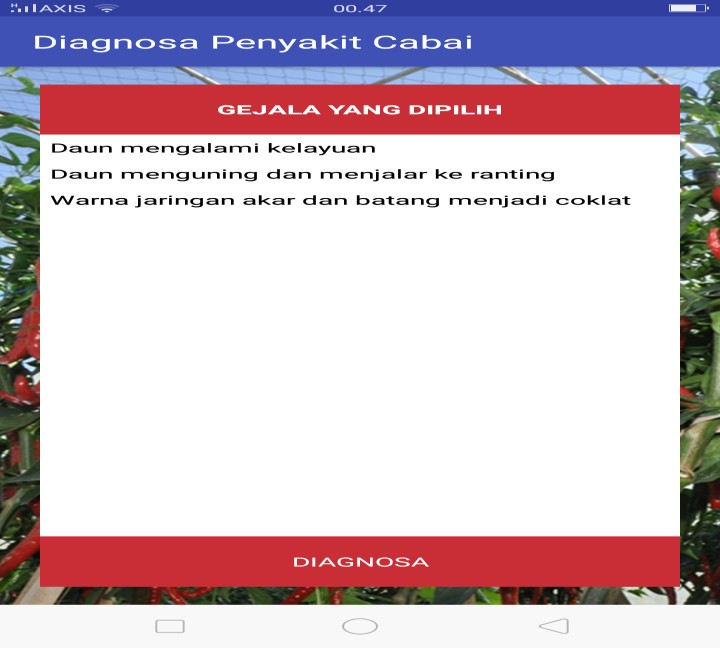 AXIS
00.47
Diagnosa Penyakit Cabai
GEJALA YANG DIPILIH
Daun mengalami kelayuan
Daun menguning dan menjalar ke ranting
Warna jaringan akar dan batang menjadi coklat
DIAGNOSA